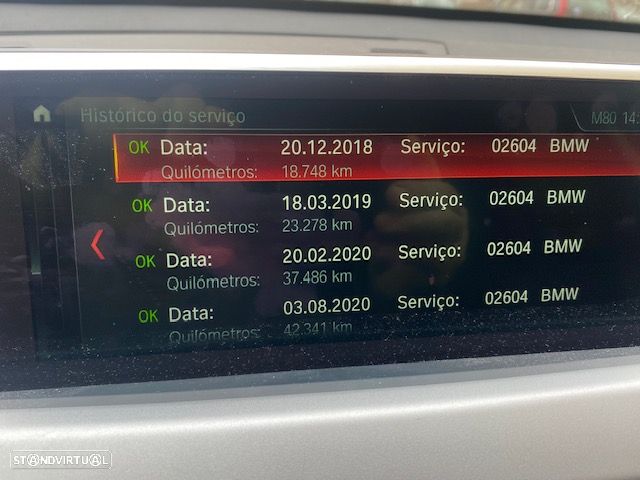 Histórico do serviço M80 14:
OK Data: 20.12.2018 Serviço: 02604 BMW
Quilómetros: 18.748 km
OK Data: 18.03.2019 Serviço: 02604 BMW
Quilómetros: 23.278 km
OK Data: 20.02.2020 Serviço: 02604 BMW
Quilómetros: 37.486 km
OK Data: 03.08.2020 Serviço: 02604 BMW
Quilómetros: 42.341 km
STANDVIRTUAL